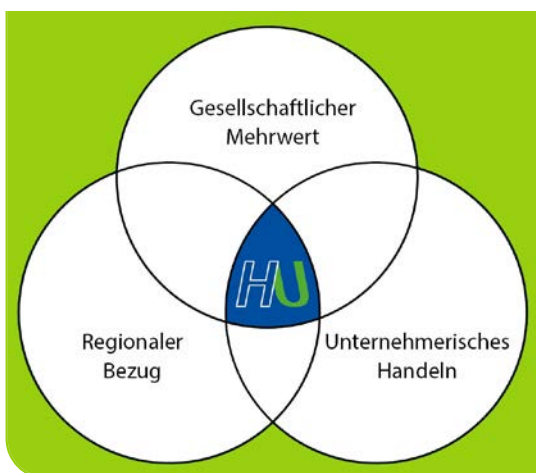 Gesellschaftlicher
Mehrwert
HU
Regionaler
Bezug
Unternehmerisches
Handeln